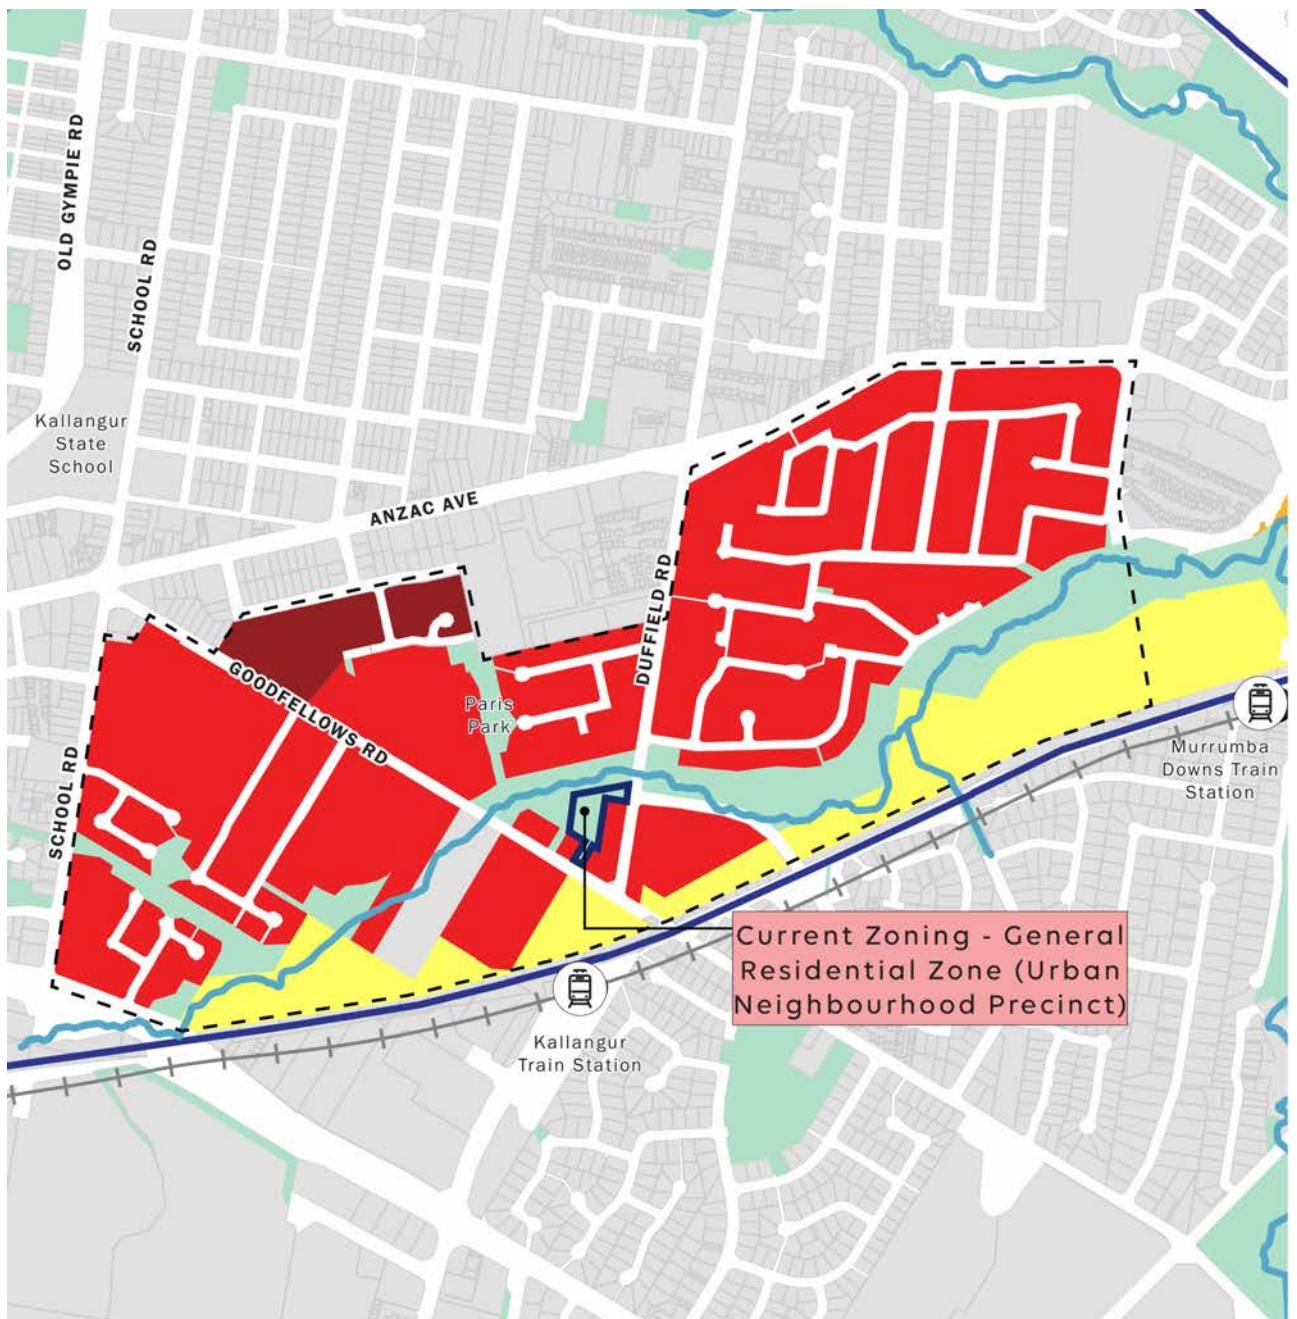 OLD GYMPIE RD
SCHOOL RD
Kallangur
State
School
ANZAC AVE
DUFFIELD RD
GOODFELLOWS RD
Paris
Park
SCHOOL RD
Murrumba
Downs Train
Station
Current Zoning - General
Residential Zone (Urban
Neighbourhood Precinct)
Kallangur
Train Station